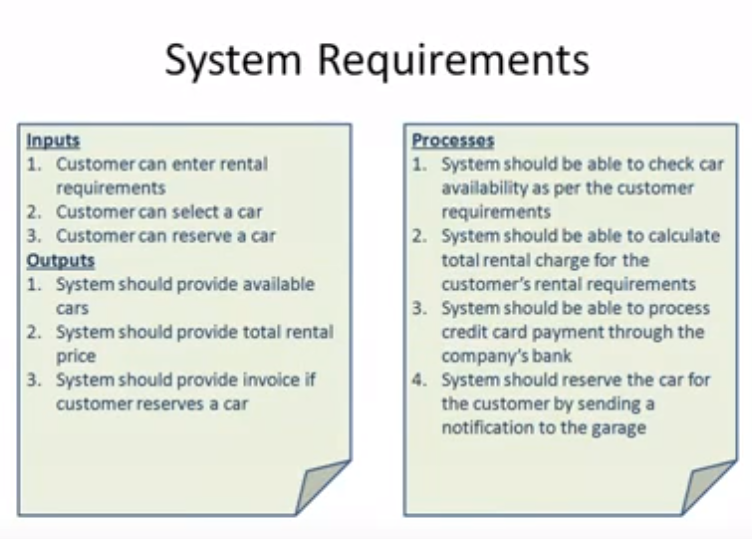 System Requirements
Inputs
1. Customer can enter rental
requirements
2. Customer can select a car
3. Customer can reserve a car
Outputs
1. System should provide available
cars
2. System should provide total rental
price
3. System should provide invoice if
customer reserves a car
Processes
1. System should be able to check car
availability as per the customer
requirements
2. System should be able to calculate
total rental charge for the
customer's rental requirements
3. System should be able to process
credit card payment through the
company's bank
4. System should reserve the car for
the customer by sending a
notification to the garage